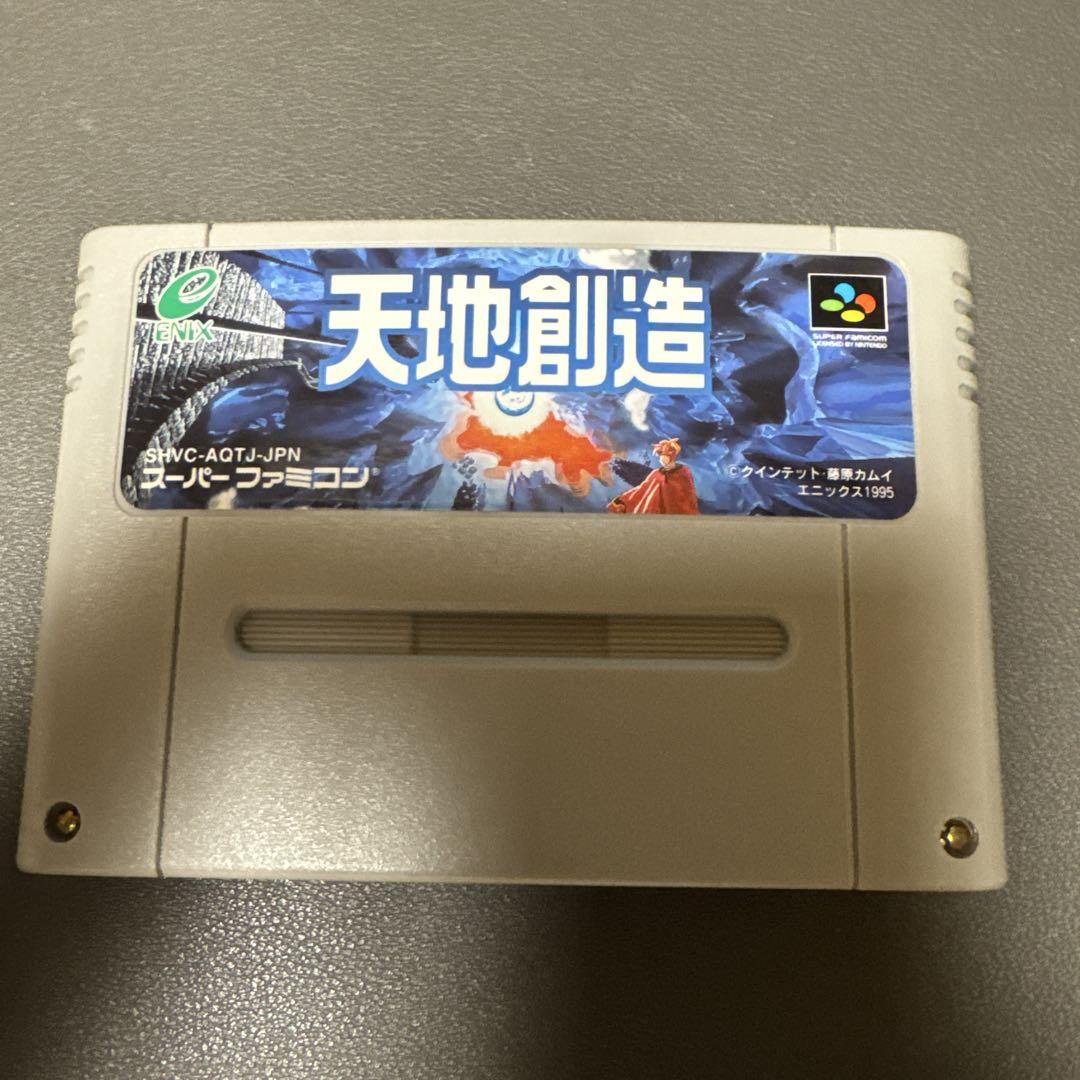 ENIX
天地創造
SUPER FAMICOM
LICENSED BY NINTENDO
SHVC-AQTJ-JPN
スーパーファミコン®
©クインテット・藤原カムイ
エニックス1995